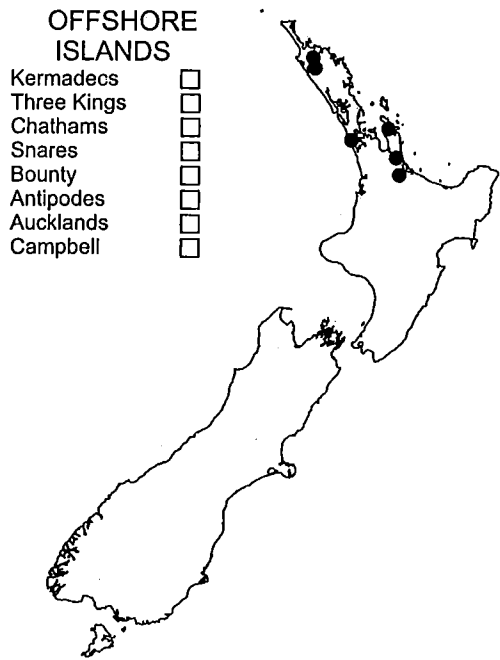 OFFSHORE
ISLANDS
Kermadecs
Three Kings
Chathams
Snares
Bounty
Antipodes
Aucklands
Campbell